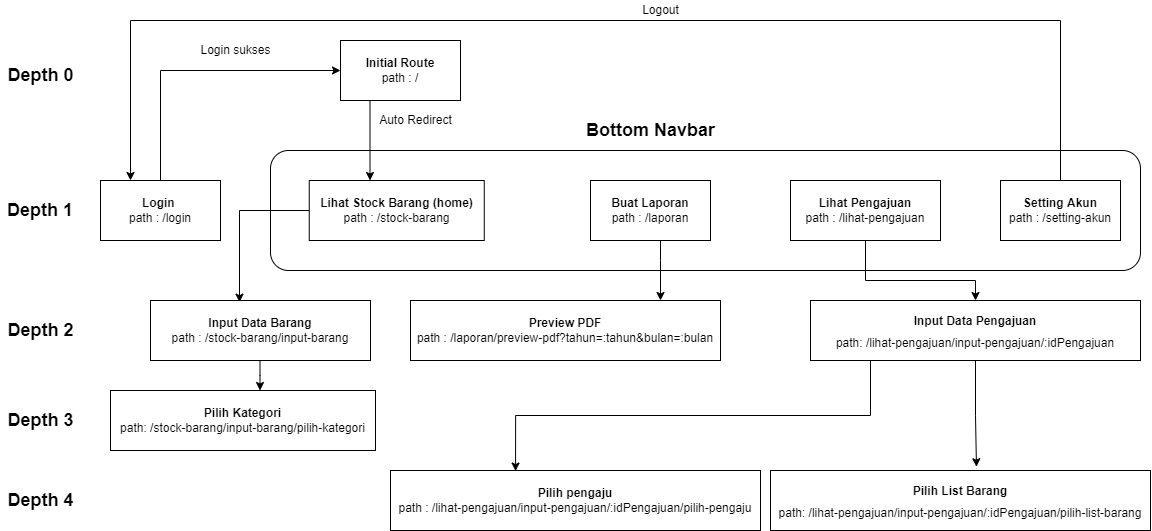 Logout
Login sukses
Depth 0
Initial Route
path : /
Auto Redirect
Bottom Navbar
Depth 1
Login
path : /login
Lihat Stock Barang (home)
path : /stock-barang
Buat Laporan
path : /laporan
Lihat Pengajuan
path : /lihat-pengajuan
Setting Akun
path : /setting-akun
Depth 2
Input Data Barang
path : /stock-barang/input-barang
Preview PDF
path : /laporan/preview-pdf?tahun=:tahun&bulan=:bulan
Input Data Pengajuan
path: /lihat-pengajuan/input-pengajuan/:idPengajuan
Depth 3
Pilih Kategori
path: /stock-barang/input-barang/pilih-kategori
Depth 4
Pilih pengaju
path : /lihat-pengajuan/input-pengajuan/:idPengajuan/pilih-pengaju
Pilih List Barang
path: /lihat-pengajuan/input-pengajuan/:idPengajuan/pilih-list-barang